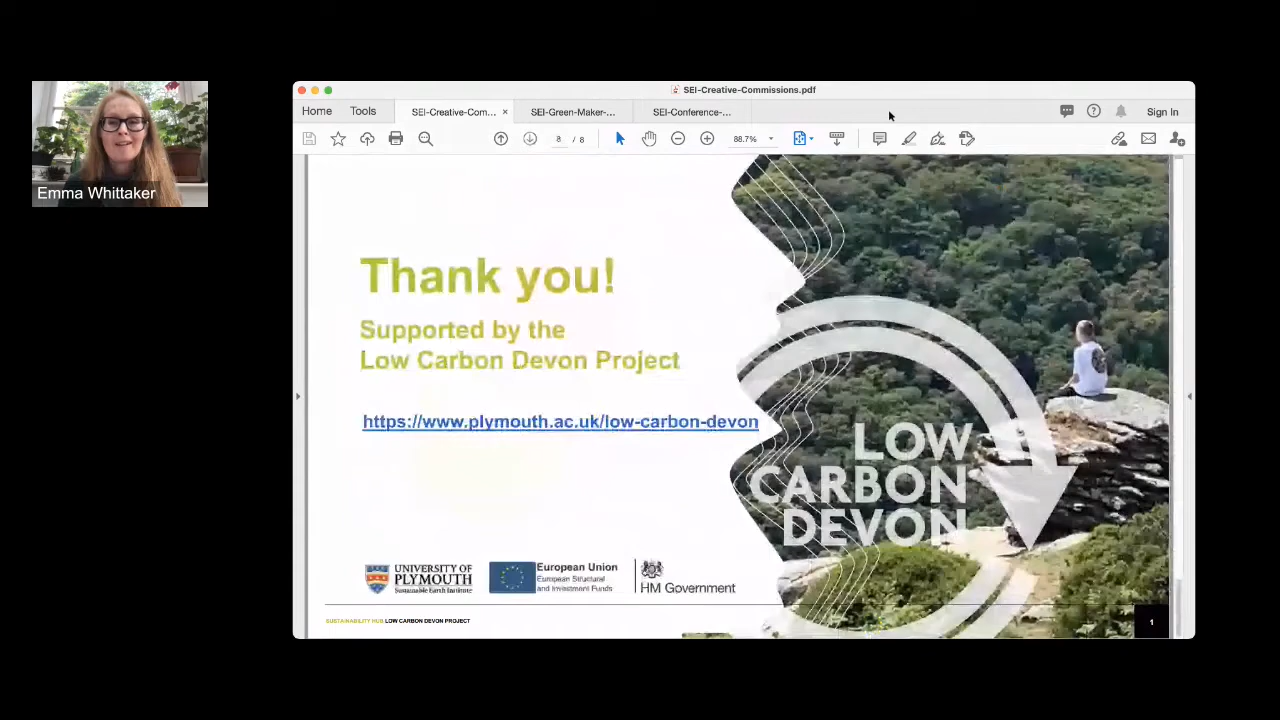 Emma Whittaker
SEI-Creative-Commissions.pdf
Home Tools SEI-Creative-Com... × SEI-Green-Maker-... SEI-Conference-... Sign In
8 / 8 88.7%
Thank you!
Supported by the
Low Carbon Devon Project
https://www.plymouth.ac.uk/low-carbon-devon
LOW
CARBON
DEVON
UNIVERSITY OF
PLYMOUTH
Sustainable Earth Institute
European Union
European Structural
and Investment Funds
HM Government
SUSTAINABILITY HUB LOW CARBON DEVON PROJECT
1